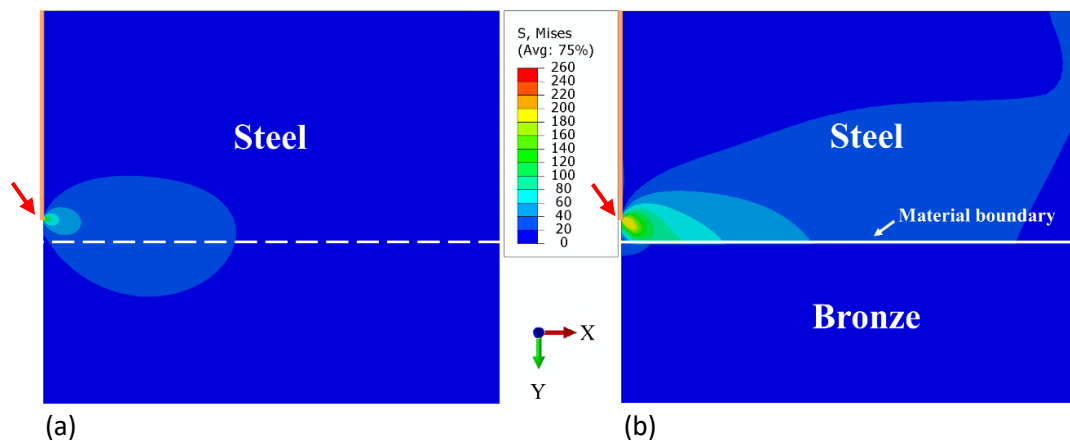 S, Mises
(Avg: 75%)
260
240
220
200
180
160
140
120
100
80
60
40
20
0
Steel
Steel
Material boundary
Bronze
X
Y
(a)
(b)